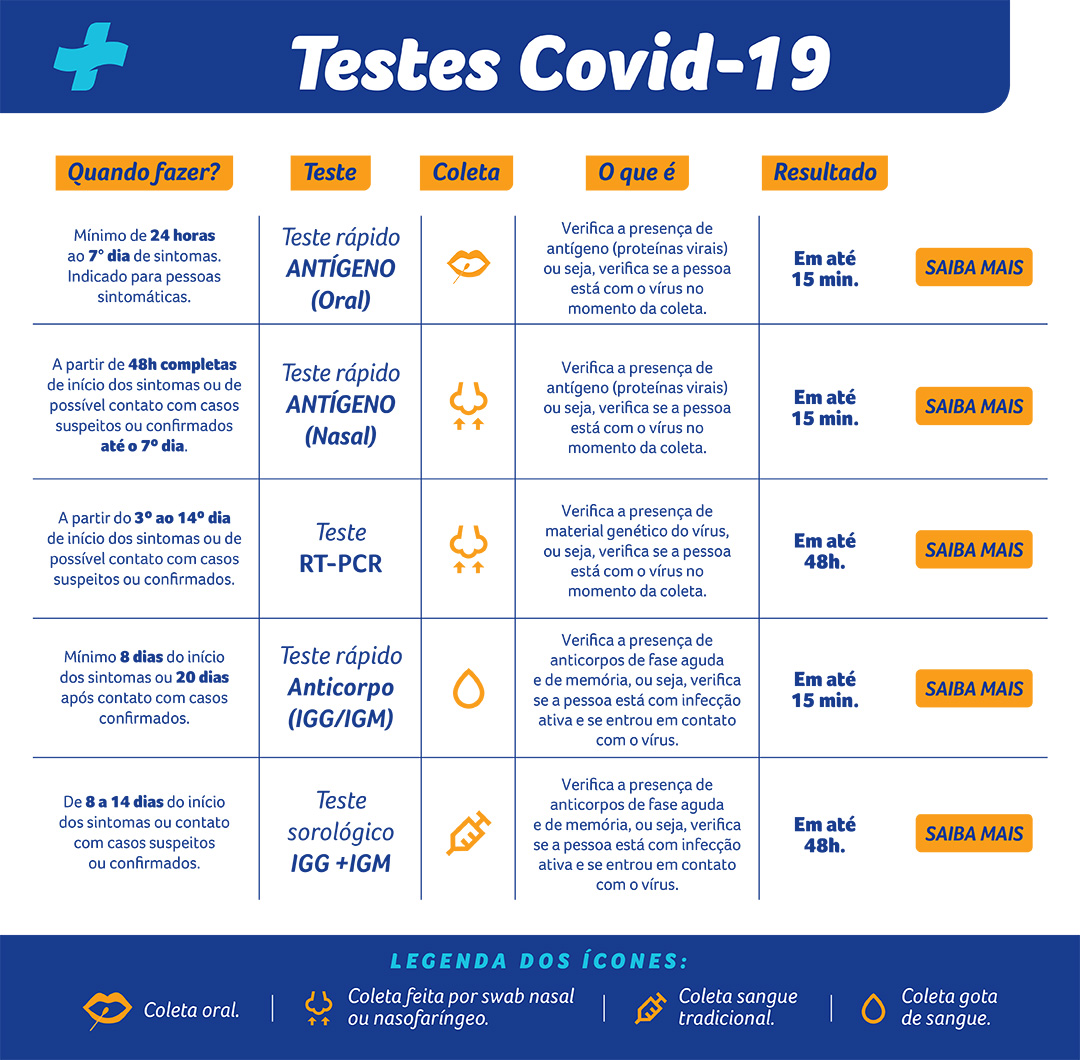 Testes Covid-19
Quando fazer?
Teste
Coleta
O que é
Resultado
Mínimo de 24 horas
ao 7° dia de sintomas.
Indicado para pessoas
sintomáticas.
Teste rápido
ANTÍGENO
(Oral)
Verifica a presença de
antígeno (proteínas virais)
ou seja, verifica se a pessoa
está com o vírus no
momento da coleta.
Em até
15 min.
SAIBA MAIS
A partir de 48h completas
de início dos sintomas ou de
possível contato com casos
suspeitos ou confirmados
até o 7º dia.
Teste rápido
ANTÍGENO
(Nasal)
Verifica a presença de
antígeno (proteínas virais)
ou seja, verifica se a pessoa
está com o vírus no
momento da coleta.
Em até
15 min.
SAIBA MAIS
A partir do 3º ao 14º dia
de início dos sintomas ou de
possível contato com casos
suspeitos ou confirmados.
Teste
RT-PCR
Verifica a presença de
material genético do vírus,
ou seja, verifica se a pessoa
está com o vírus no
momento da coleta.
Em até
48h.
SAIBA MAIS
Mínimo 8 dias do início
dos sintomas ou 20 dias
após contato com casos
confirmados.
Teste rápido
Anticorpo
(IGG/IGM)
Verifica a presença de
anticorpos de fase aguda
e de memória, ou seja, verifica
se a pessoa está com infecção
ativa e se entrou em contato
com o vírus.
Em até
15 min.
SAIBA MAIS
De 8 a 14 dias do início
dos sintomas ou contato
com casos suspeitos
ou confirmados.
Teste
sorológico
IGG +IGM
Verifica a presença de
anticorpos de fase aguda
e de memória, ou seja, verifica
se a pessoa está com infecção
ativa e se entrou em contato
com o vírus.
Em até
48h.
SAIBA MAIS
LEGENDA DOS ÍCONES:
Coleta oral.
Coleta feita por swab nasal
ou nasofaríngeo.
Coleta sangue
tradicional.
Coleta gota
de sangue.